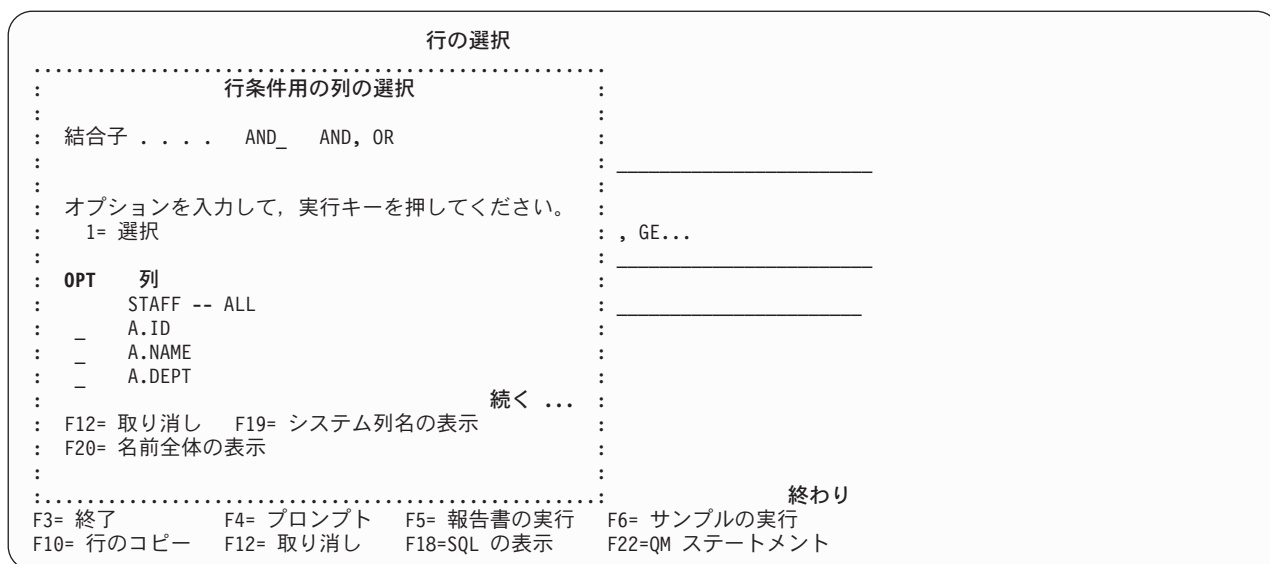 行の選択
......................................................
: 行条件用の列の選択 :
: :
: 結合子 . . . . AND_ AND, OR :
: : ________________________
: :
: オプションを入力して，実行キーを押してください。 :
: 1= 選択 : , GE...
: : ________________________
: OPT 列 :
: STAFF -- ALL : _______________________
: _ A.ID :
: _ A.NAME :
: _ A.DEPT :
: 続く ... :
: F12= 取り消し F19= システム列名の表示 :
: F20= 名前全体の表示 :
: :
:....................................................: 終わり
F3= 終了 F4= プロンプト F5= 報告書の実行 F6= サンプルの実行
F10= 行のコピー F12= 取り消し F18=SQL の表示 F22=QM ステートメント